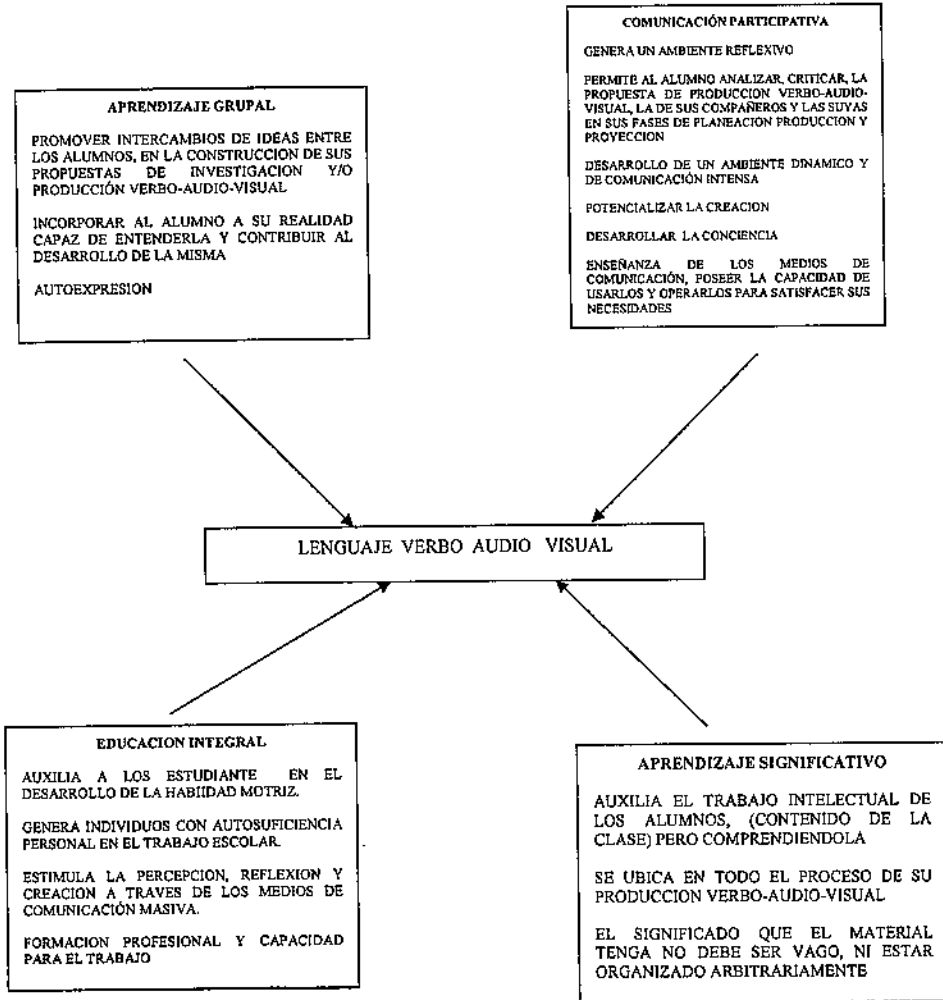 APRENDIZAJE GRUPAL
PROMOVER INTERCAMBIOS DE IDEAS ENTRE
LOS ALUMNOS, EN LA CONSTRUCCION DE SUS
PROPUESTAS DE INVESTIGACION Y/O
PRODUCCIÓN VERBO-AUDIO-VISUAL
INCORPORAR AL ALUMNO A SU REALIDAD
CAPAZ DE ENTENDERLA Y CONTRIBUIR AL
DESARROLLO DE LA MISMA
AUTOEXPRESION
COMUNICACIÓN PARTICIPATIVA
GENERA UN AMBIENTE REFLEXIVO
PERMITE AL ALUMNO ANALIZAR, CRITICAR, LA
PROPUESTA DE PRODUCCION VERBO-AUDIO-
VISUAL, LA DE SUS COMPAÑEROS Y LAS SUYAS
EN SUS FASES DE PLANEACION PRODUCCION Y
PROYECCION
DESARROLLO DE UN AMBIENTE DINAMICO Y
DE COMUNICACIÓN INTENSA
POTENCIALIZAR LA CREACION
DESARROLLAR LA CONCIENCIA
ENSEÑANZA DE LOS MEDIOS DE
COMUNICACIÓN, POSEER LA CAPACIDAD DE
USARLOS Y OPERARLOS PARA SATISFACER SUS
NECESIDADES
LENGUAJE VERBO AUDIO VISUAL
EDUCACION INTEGRAL
AUXILIA A LOS ESTUDIANTE EN EL
DESARROLLO DE LA HABIIDAD MOTRIZ.
GENERA INDIVIDUOS CON AUTOSUFICIENCIA
PERSONAL EN EL TRABAJO ESCOLAR.
ESTIMULA LA PERCEPCION, REFLEXION Y
CREACION A TRAVES DE LOS MEDIOS DE
COMUNICACIÓN MASIVA.
FORMACION PROFESIONAL Y CAPACIDAD
PARA EL TRABAJO
APRENDIZAJE SIGNIFICATIVO
AUXILIA EL TRABAJO INTELECTUAL DE
LOS ALUMNOS, (CONTENIDO DE LA
CLASE) PERO COMPRENDIENDOLA
SE UBICA EN TODO EL PROCESO DE SU
PRODUCCION VERBO-AUDIO-VISUAL
EL SIGNIFICADO QUE EL MATERIAL
TENGA NO DEBE SER VAGO, NI ESTAR
ORGANIZADO ARBITRARIAMENTE